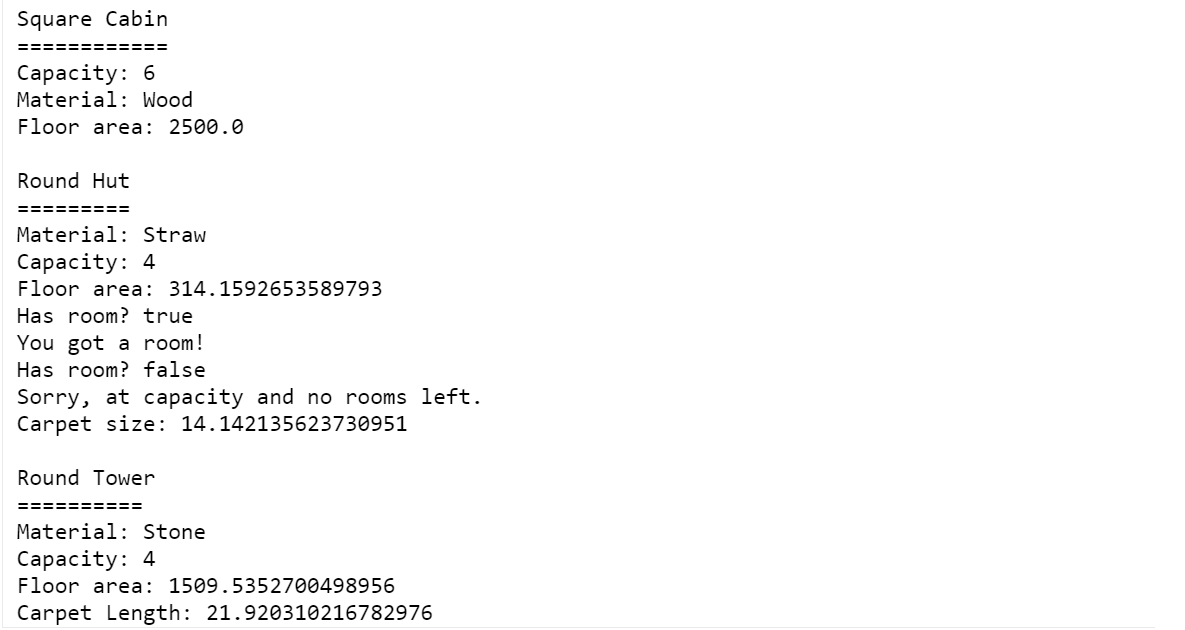 Square Cabin
============
Capacity: 6
Material: Wood
Floor area: 2500.0

Round Hut
=========
Material: Straw
Capacity: 4
Floor area: 314.1592653589793
Has room? true
You got a room!
Has room? false
Sorry, at capacity and no rooms left.
Carpet size: 14.142135623730951

Round Tower
==========
Material: Stone
Capacity: 4
Floor area: 1509.5352700498956
Carpet Length: 21.920310216782976